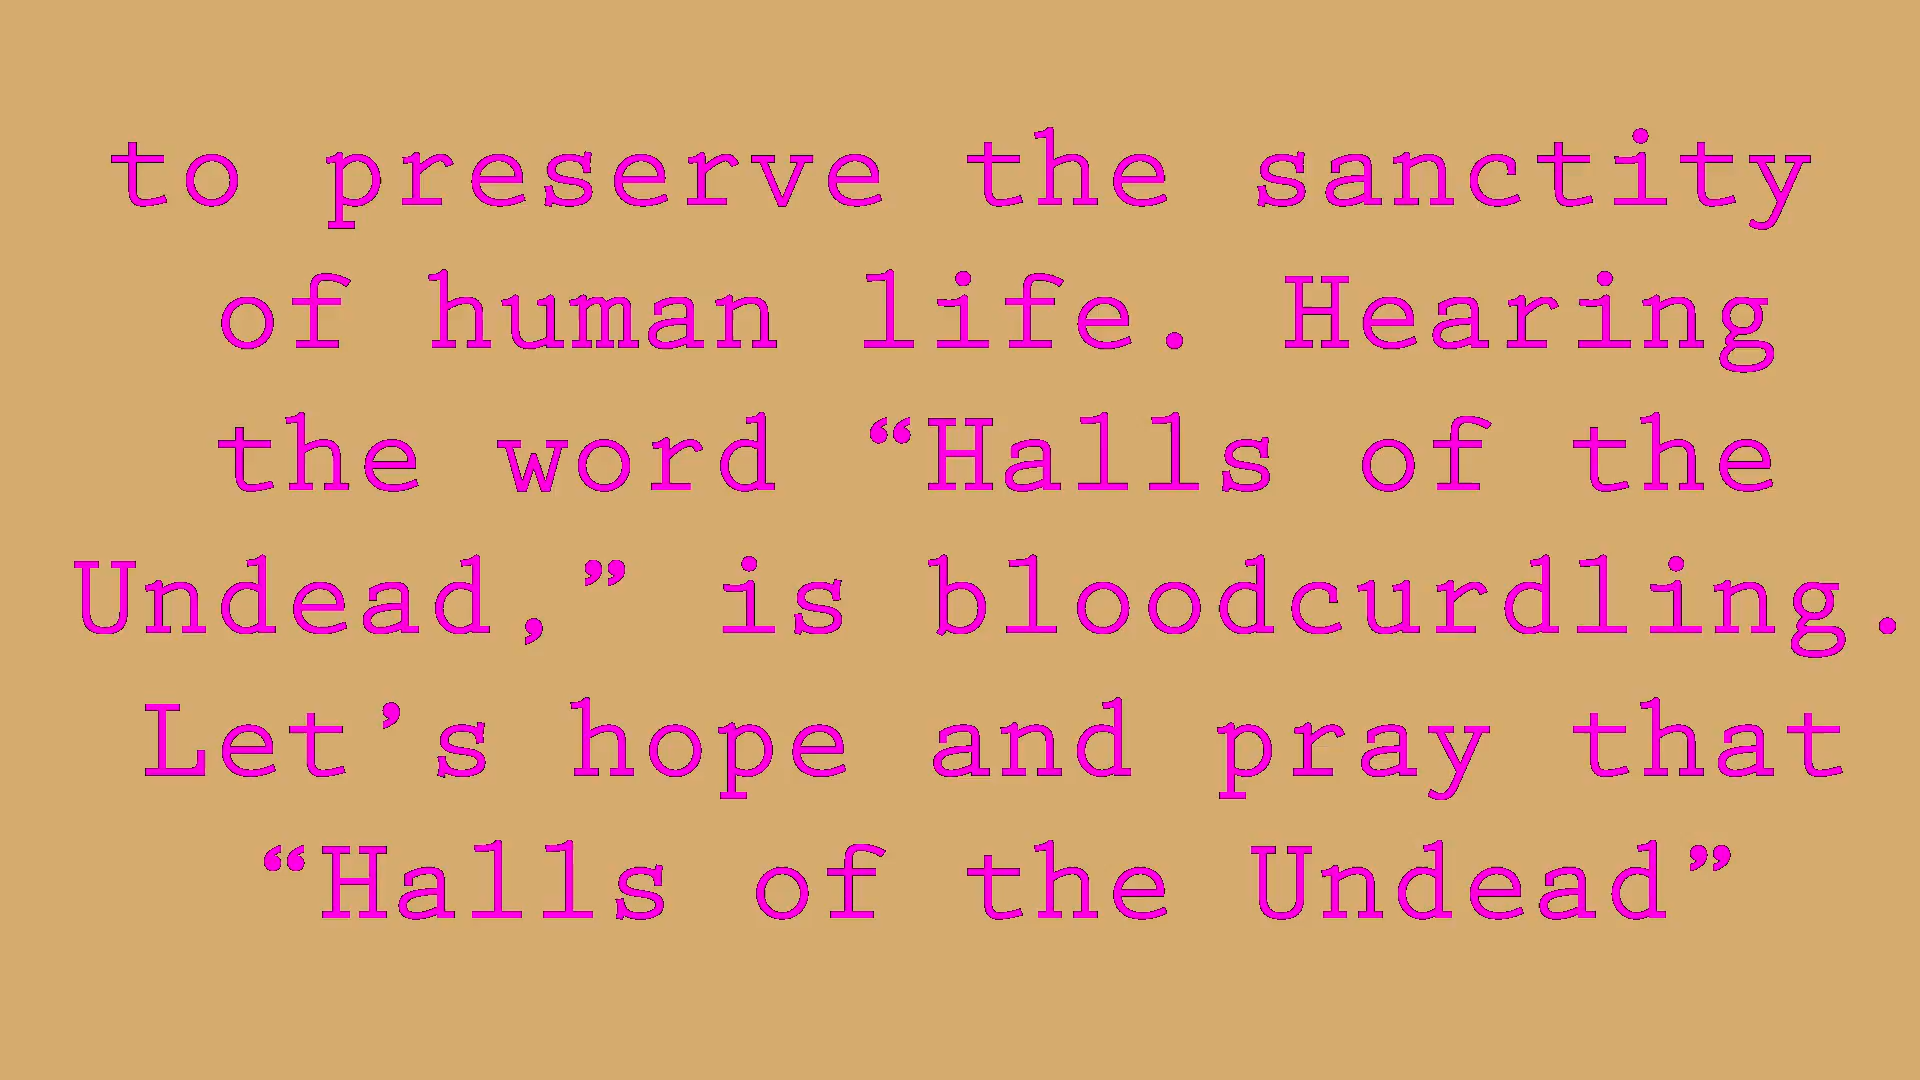 to preserve the sanctity
of human life. Hearing
the word “Halls of the
Undead,” is bloodcurdling.
Let’s hope and pray that
“Halls of the Undead”